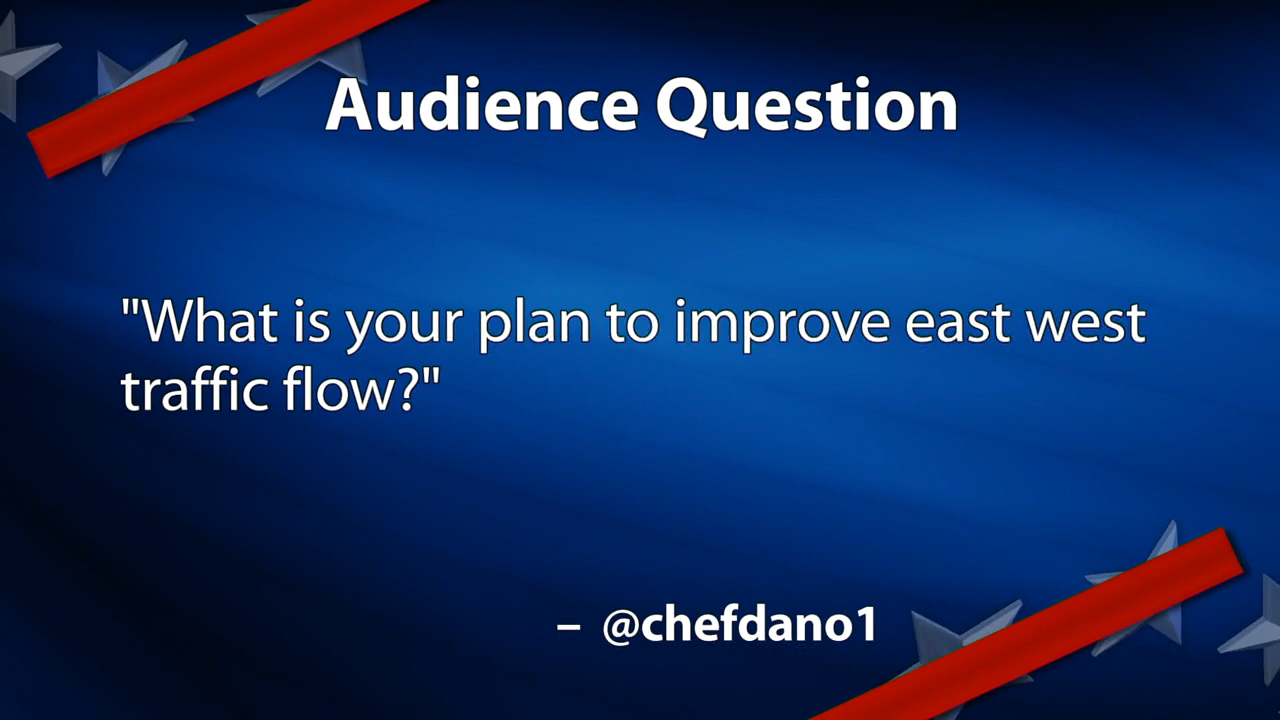 Audience Question
"What is your plan to improve east west
traffic flow?"
– @chefdano1